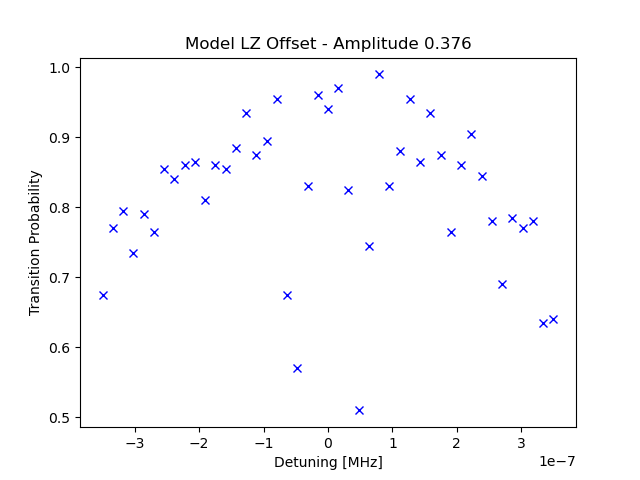 Model LZ Offset - Amplitude 0.376
1.0
0.9
0.8
0.7
0.6
0.5
Transition Probability
−3 −2 −1 0 1 2 3
1e−7
Detuning [MHz]